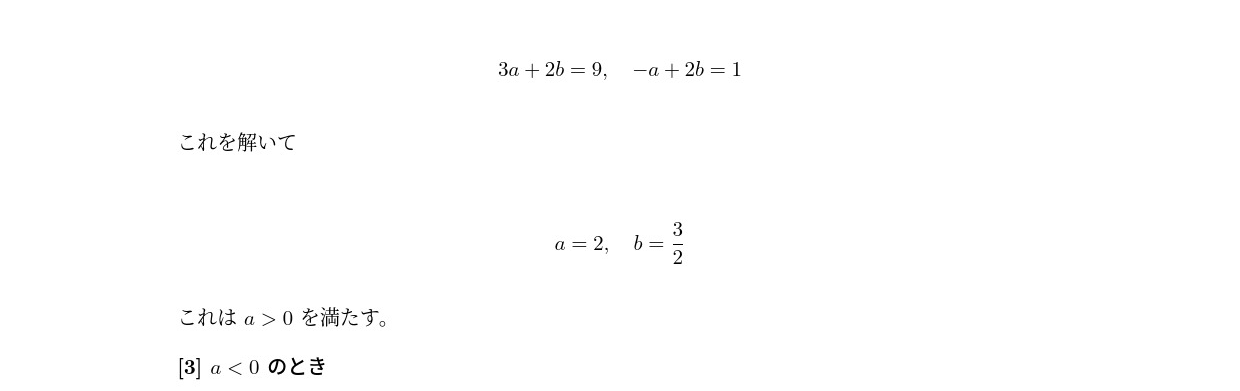 3a + 2b = 9, −a + 2b = 1
これを解いて
a = 2, b = 3/2
これは a > 0 を満たす。
[3] a < 0 のとき